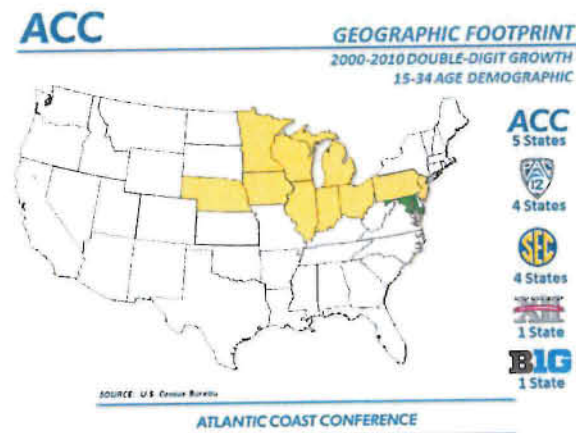 ACC
GEOGRAPHIC FOOTPRINT
2000-2010 DOUBLE-DIGIT GROWTH
15-34 AGE DEMOGRAPHIC
ACC
5 States
PAC
12
4 States
SEC
4 States
XII
1 State
B1G
1 State
SOURCE: U.S. Census Bureau
ATLANTIC COAST CONFERENCE